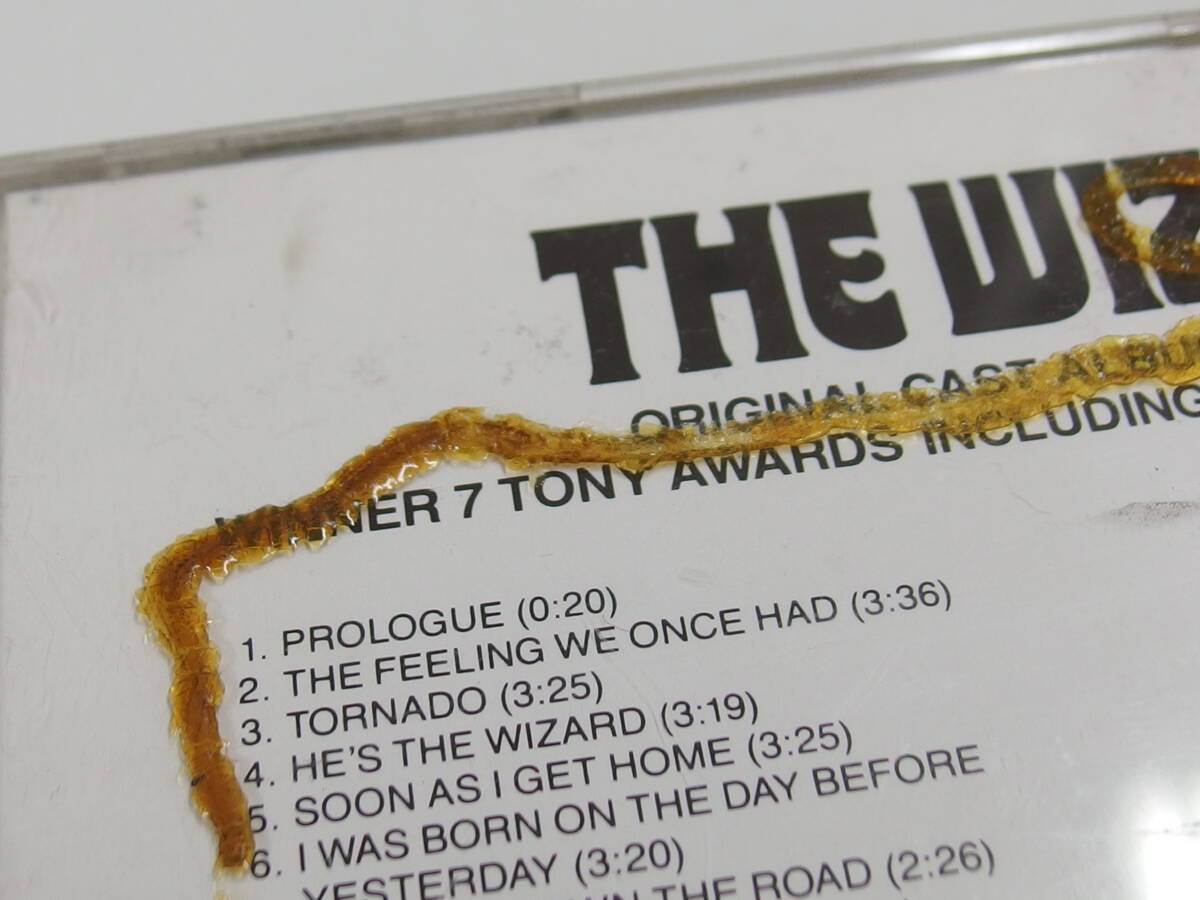 THE WIZ
ORIGINAL CAST ALBUM
WINNER 7 TONY AWARDS INCLUDING
1. PROLOGUE (0:20)
2. THE FEELING WE ONCE HAD (3:36)
3. TORNADO (3:25)
4. HE'S THE WIZARD (3:19)
5. SOON AS I GET HOME (3:25)
6. I WAS BORN ON THE DAY BEFORE
YESTERDAY (3:20)
THE ROAD (2:26)